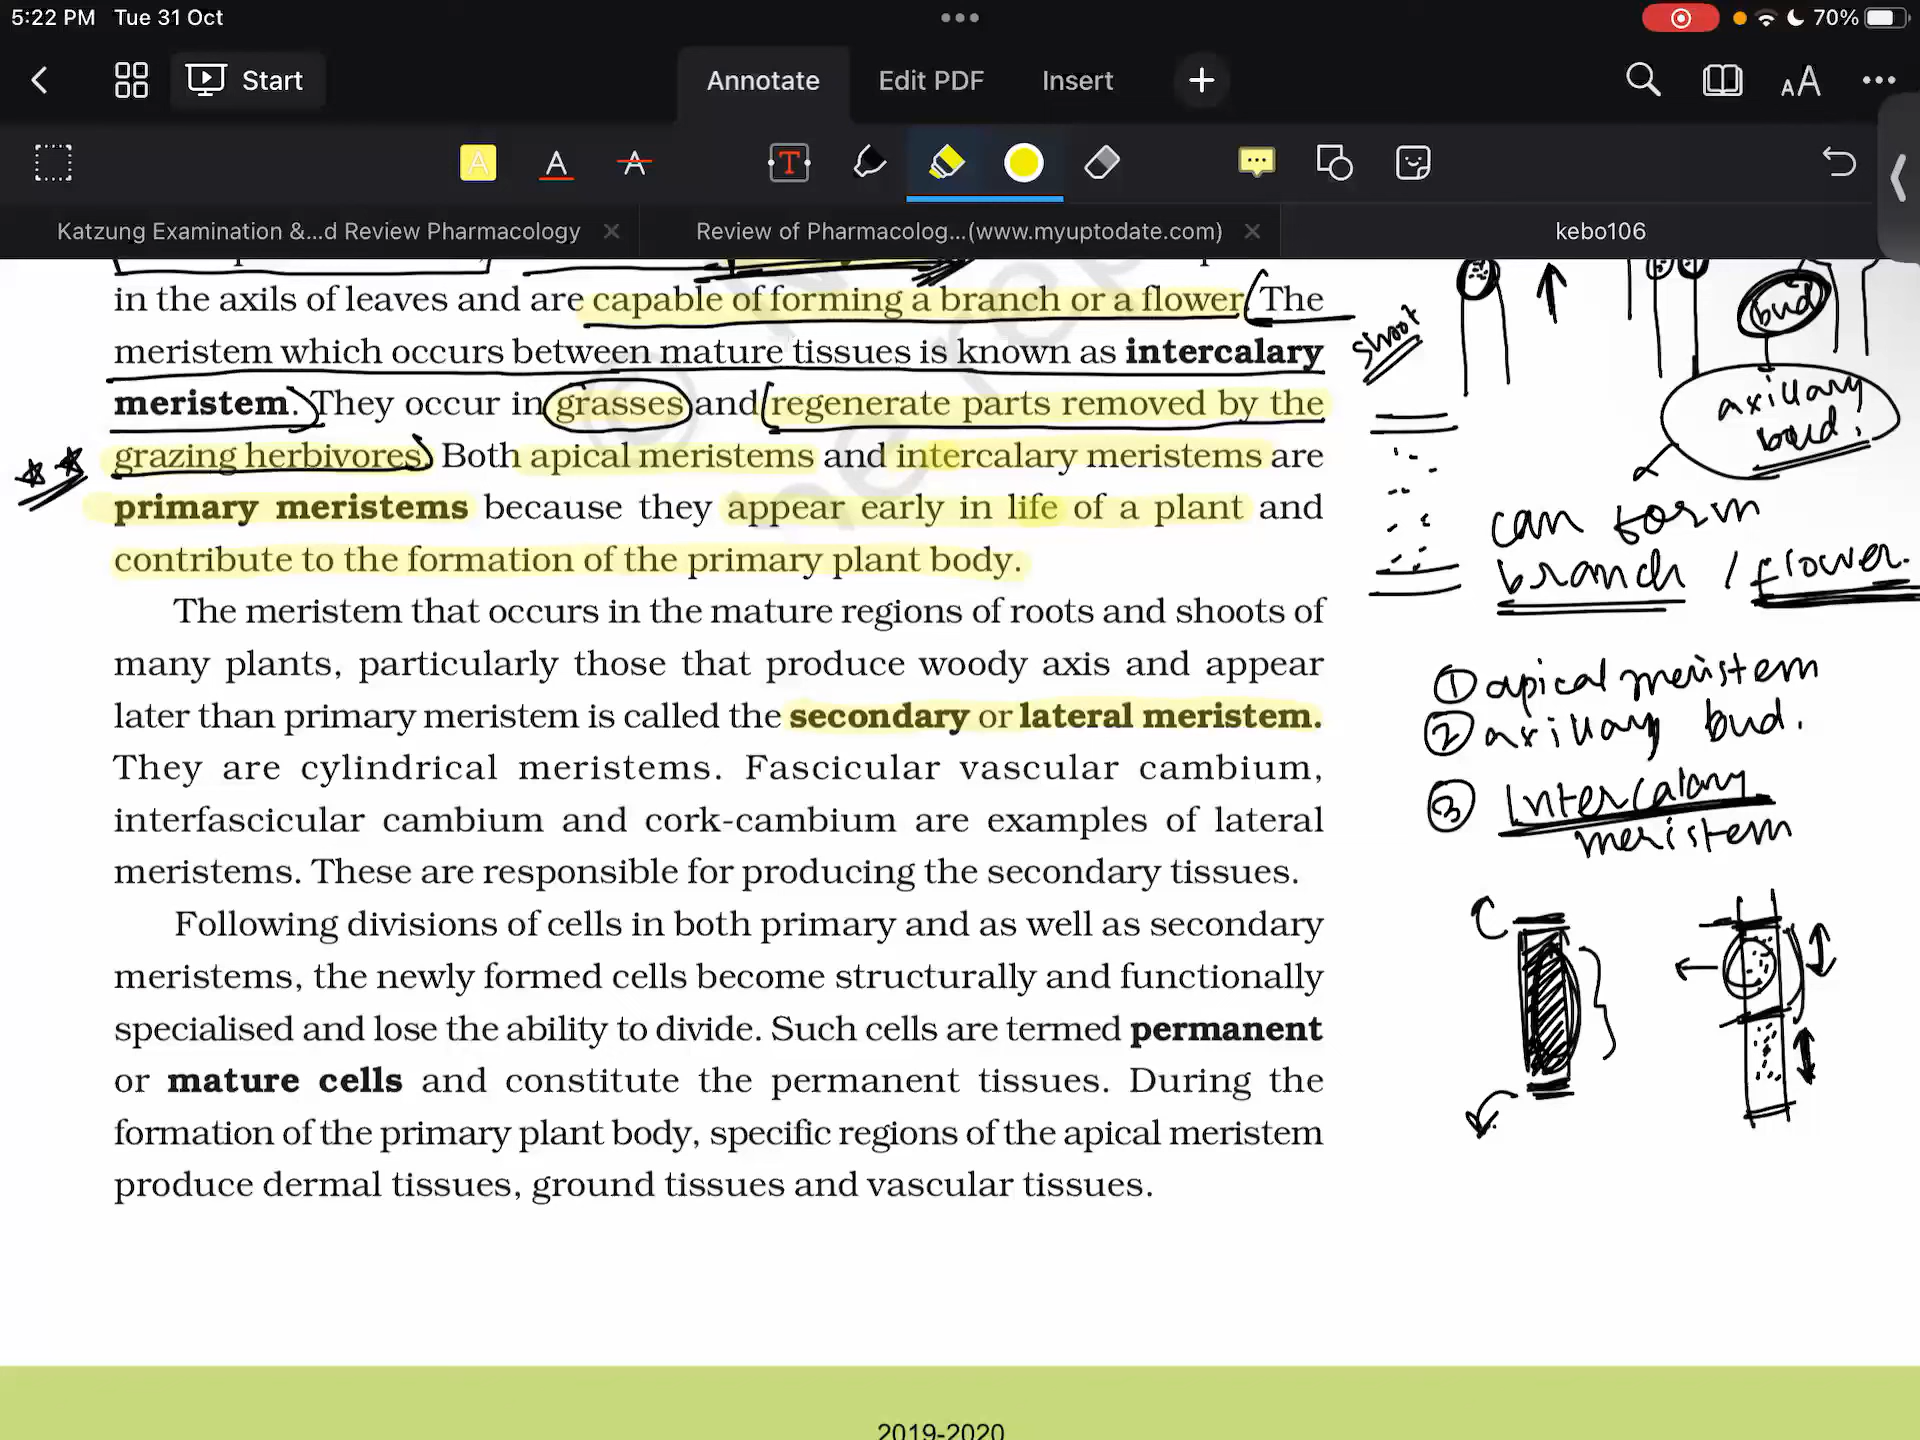 5:22 PM Tue 31 Oct
70%
Start
Annotate
Edit PDF
Insert
Katzung Examination &...d Review Pharmacology
Review of Pharmacolog...(www.myuptodate.com)
kebo106
in the axils of leaves and are capable of forming a branch or a flower. The
meristem which occurs between mature tissues is known as intercalary
meristem. They occur in grasses and regenerate parts removed by the
grazing herbivores. Both apical meristems and intercalary meristems are
primary meristems because they appear early in life of a plant and
contribute to the formation of the primary plant body.
The meristem that occurs in the mature regions of roots and shoots of
many plants, particularly those that produce woody axis and appear
later than primary meristem is called the secondary or lateral meristem.
They are cylindrical meristems. Fascicular vascular cambium,
interfascicular cambium and cork-cambium are examples of lateral
meristems. These are responsible for producing the secondary tissues.
Following divisions of cells in both primary and as well as secondary
meristems, the newly formed cells become structurally and functionally
specialised and lose the ability to divide. Such cells are termed permanent
or mature cells and constitute the permanent tissues. During the
formation of the primary plant body, specific regions of the apical meristem
produce dermal tissues, ground tissues and vascular tissues.
shoot
bud
axillary
bud.
can form
branch / flower.
① apical meristem
② axillary bud.
③ Intercalary
meristem
2019-2020